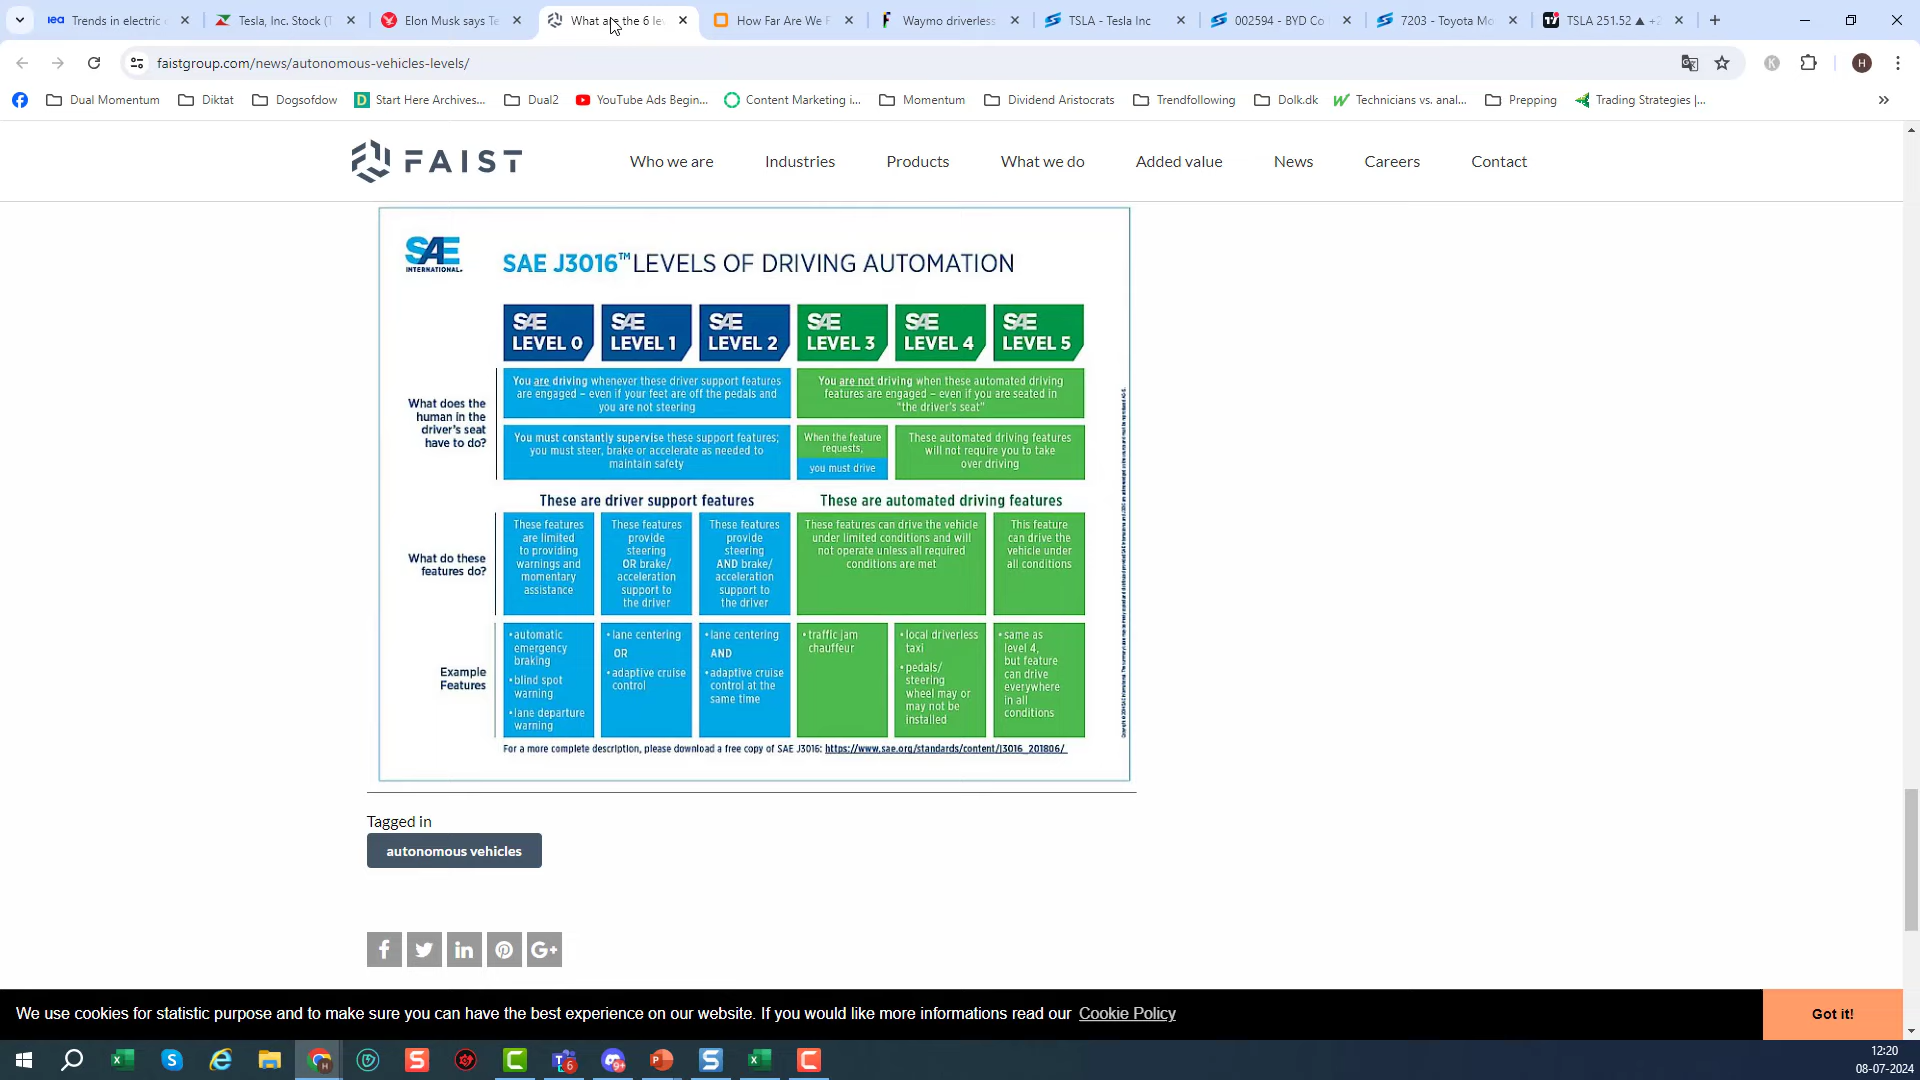 iea Trends in electric
Tesla, Inc. Stock (T
Elon Musk says Te
What are the 6 le
How Far Are We F
Waymo driverless
TSLA - Tesla Inc
002594 - BYD Co
7203 - Toyota Mo
TSLA 251.52 ▲ +2
faistgroup.com/news/autonomous-vehicles-levels/
Dual Momentum
Diktat
Dogsofdow
Start Here Archives...
Dual2
YouTube Ads Begin...
Content Marketing i...
Momentum
Dividend Aristocrats
Trendfollowing
Dolk.dk
Technicians vs. anal...
Prepping
Trading Strategies |...
FAIST
Who we are
Industries
Products
What we do
Added value
News
Careers
Contact
SAE INTERNATIONAL.
SAE J3016™ LEVELS OF DRIVING AUTOMATION
SAE LEVEL 0
SAE LEVEL 1
SAE LEVEL 2
SAE LEVEL 3
SAE LEVEL 4
SAE LEVEL 5
What does the
human in the
driver's seat
have to do?
You are driving whenever these driver support features
are engaged – even if your feet are off the pedals and
you are not steering
You are not driving when these automated driving
features are engaged – even if you are seated in
"the driver's seat"
You must constantly supervise these support features;
you must steer, brake or accelerate as needed to
maintain safety
When the feature
requests,
you must drive
These automated driving features
will not require you to take
over driving
These are driver support features
These are automated driving features
What do these
features do?
These features
are limited
to providing
warnings and
momentary
assistance
These features
provide
steering
OR brake/
acceleration
support to
the driver
These features
provide
steering
AND brake/
acceleration
support to
the driver
These features can drive the vehicle
under limited conditions and will
not operate unless all required
conditions are met
This feature
can drive the
vehicle under
all conditions
Example
Features
•automatic
emergency
braking
•blind spot
warning
•lane departure
warning
•lane centering
OR
•adaptive cruise
control
•lane centering
AND
•adaptive cruise
control at the
same time
•traffic jam
chauffeur
•local driverless
taxi
•pedals/
steering
wheel may or
may not be
installed
•same as
level 4,
but feature
can drive
everywhere
in all
conditions
For a more complete description, please download a free copy of SAE J3016: https://www.sae.org/standards/content/j3016_201806/
Tagged in
autonomous vehicles
We use cookies for statistic purpose and to make sure you can have the best experience on our website. If you would like more informations read our Cookie Policy
Got it!
12:20
08-07-2024